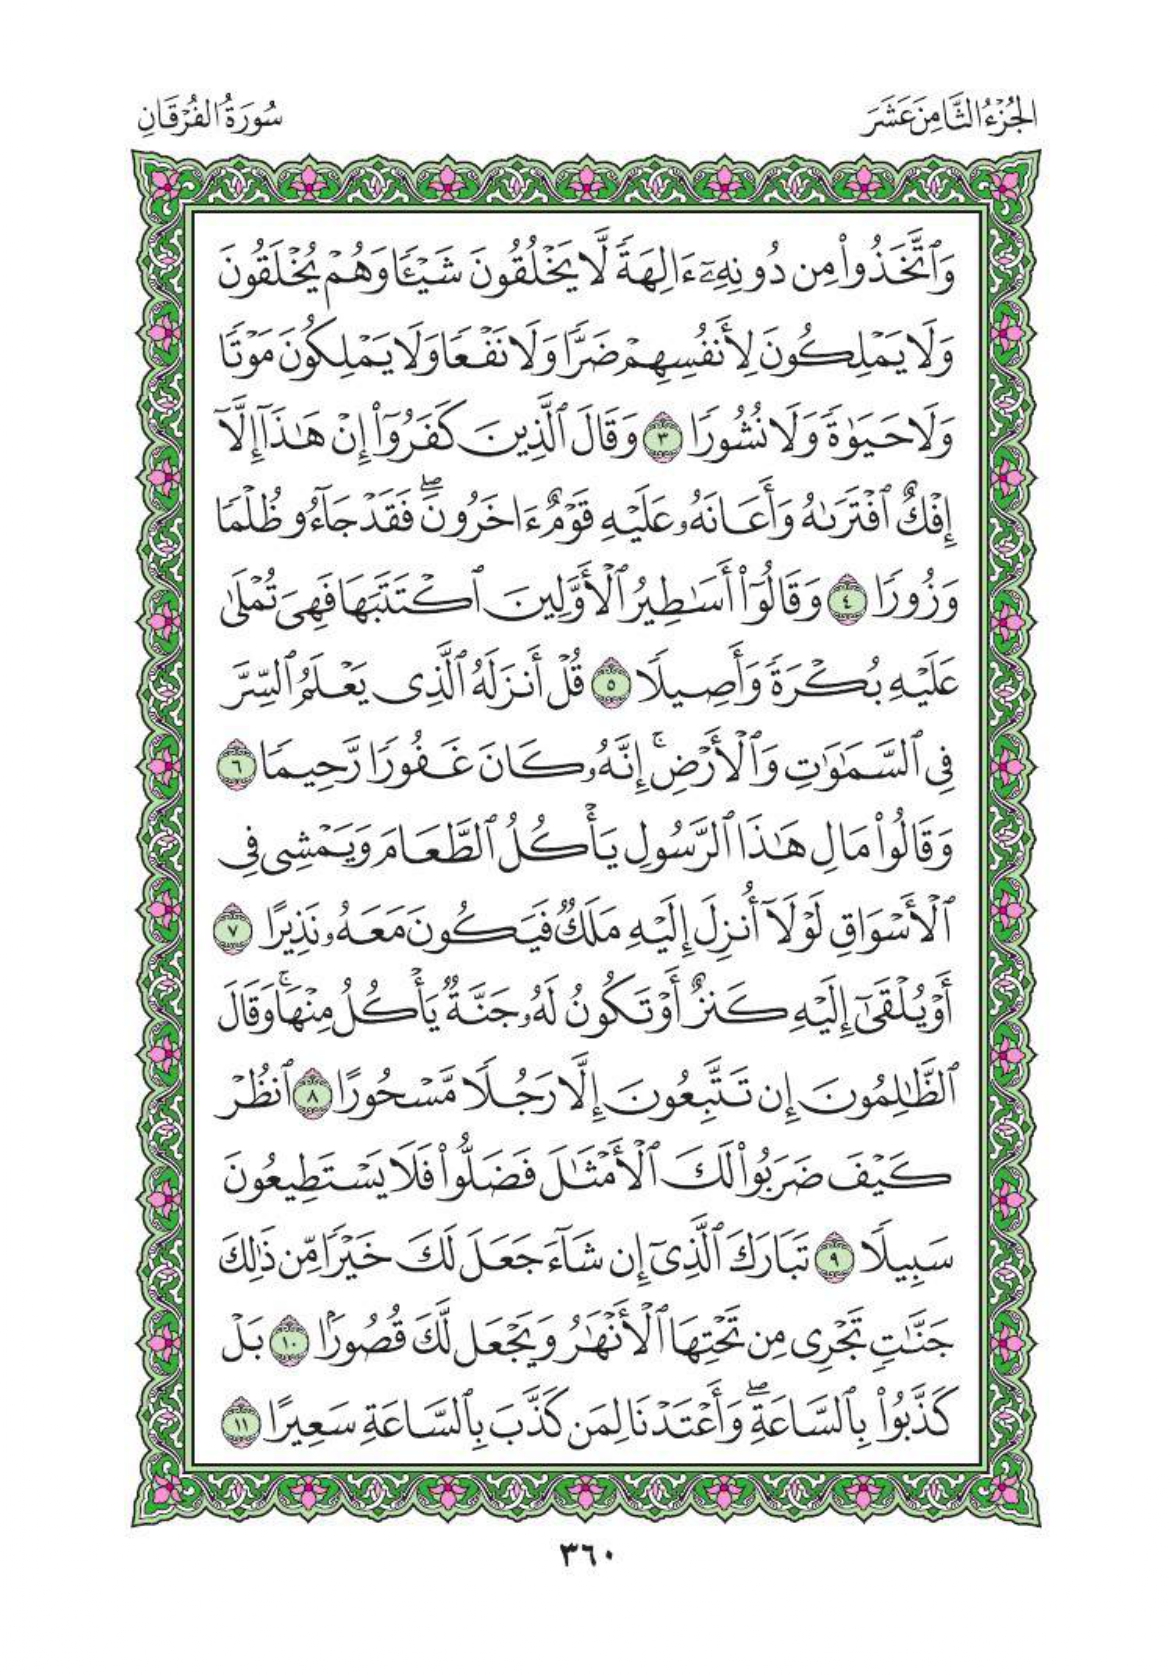 الجُزْءُ الثَّامِنَ عَشَرَ
سُورَةُ الفُرْقَانِ
وَٱتَّخَذُوا۟ مِن دُونِهِۦٓ ءَالِهَةً لَّا يَخْلُقُونَ شَيْـًٔا وَهُمْ يُخْلَقُونَ
وَلَا يَمْلِكُونَ لِأَنفُسِهِمْ ضَرًّا وَلَا نَفْعًا وَلَا يَمْلِكُونَ مَوْتًا
وَلَا حَيَوٰةً وَلَا نُشُورًا ٣ وَقَالَ ٱلَّذِينَ كَفَرُوٓا۟ إِنْ هَـٰذَآ إِلَّآ
إِفْكٌ ٱفْتَرَىٰهُ وَأَعَانَهُۥ عَلَيْهِ قَوْمٌ ءَاخَرُونَ ۖ فَقَدْ جَآءُو ظُلْمًا
وَزُورًا ٤ وَقَالُوٓا۟ أَسَـٰطِيرُ ٱلْأَوَّلِينَ ٱكْتَتَبَهَا فَهِىَ تُمْلَىٰ
عَلَيْهِ بُكْرَةً وَأَصِيلًا ٥ قُلْ أَنزَلَهُ ٱلَّذِى يَعْلَمُ ٱلسِّرَّ
فِى ٱلسَّمَـٰوَٰتِ وَٱلْأَرْضِ ۚ إِنَّهُۥ كَانَ غَفُورًا رَّحِيمًا ٦
وَقَالُوا۟ مَالِ هَـٰذَا ٱلرَّسُولِ يَأْكُلُ ٱلطَّعَامَ وَيَمْشِى فِى
ٱلْأَسْوَاقِ لَوْلَآ أُنزِلَ إِلَيْهِ مَلَكٌ فَيَكُونَ مَعَهُۥ نَذِيرًا ٧
أَوْ يُلْقَىٰٓ إِلَيْهِ كَنزٌ أَوْ تَكُونُ لَهُۥ جَنَّةٌ يَأْكُلُ مِنْهَا ۚ وَقَالَ
ٱلظَّـٰلِمُونَ إِن تَتَّبِعُونَ إِلَّا رَجُلًا مَّسْحُورًا ٨ ٱنظُرْ
كَيْفَ ضَرَبُوا۟ لَكَ ٱلْأَمْثَـٰلَ فَضَلُّوا۟ فَلَا يَسْتَطِيعُونَ
سَبِيلًا ٩ تَبَارَكَ ٱلَّذِىٓ إِن شَآءَ جَعَلَ لَكَ خَيْرًا مِّن ذَٰلِكَ
جَنَّـٰتٍ تَجْرِى مِن تَحْتِهَا ٱلْأَنْهَـٰرُ وَيَجْعَل لَّكَ قُصُورًۢا ١٠ بَلْ
كَذَّبُوا۟ بِٱلسَّاعَةِ ۖ وَأَعْتَدْنَا لِمَن كَذَّبَ بِٱلسَّاعَةِ سَعِيرًا ١١
٣٦٠